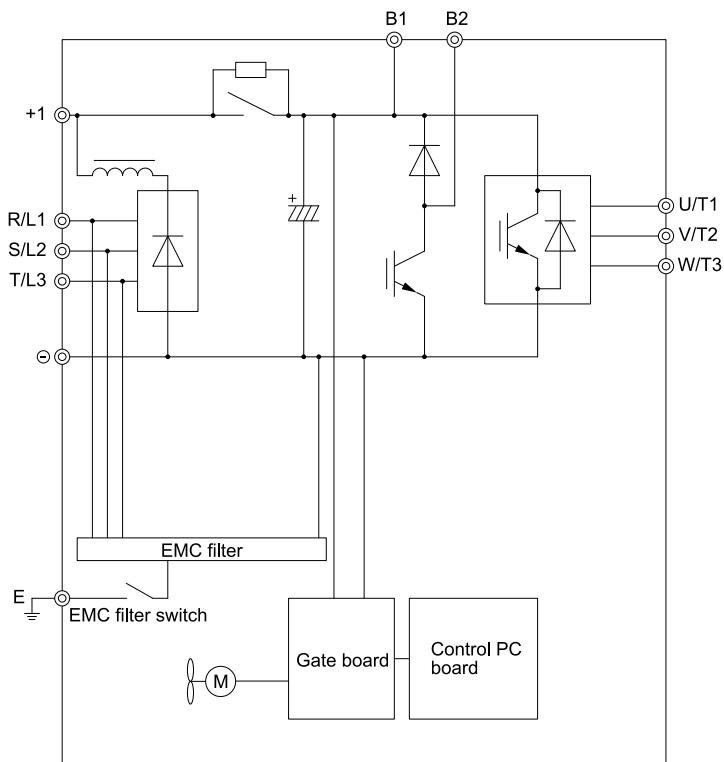 B1
B2
+1
+
R/L1
S/L2
T/L3
U/T1
V/T2
W/T3
⊖
EMC filter
E
EMC filter switch
Gate board
Control PC
board
M